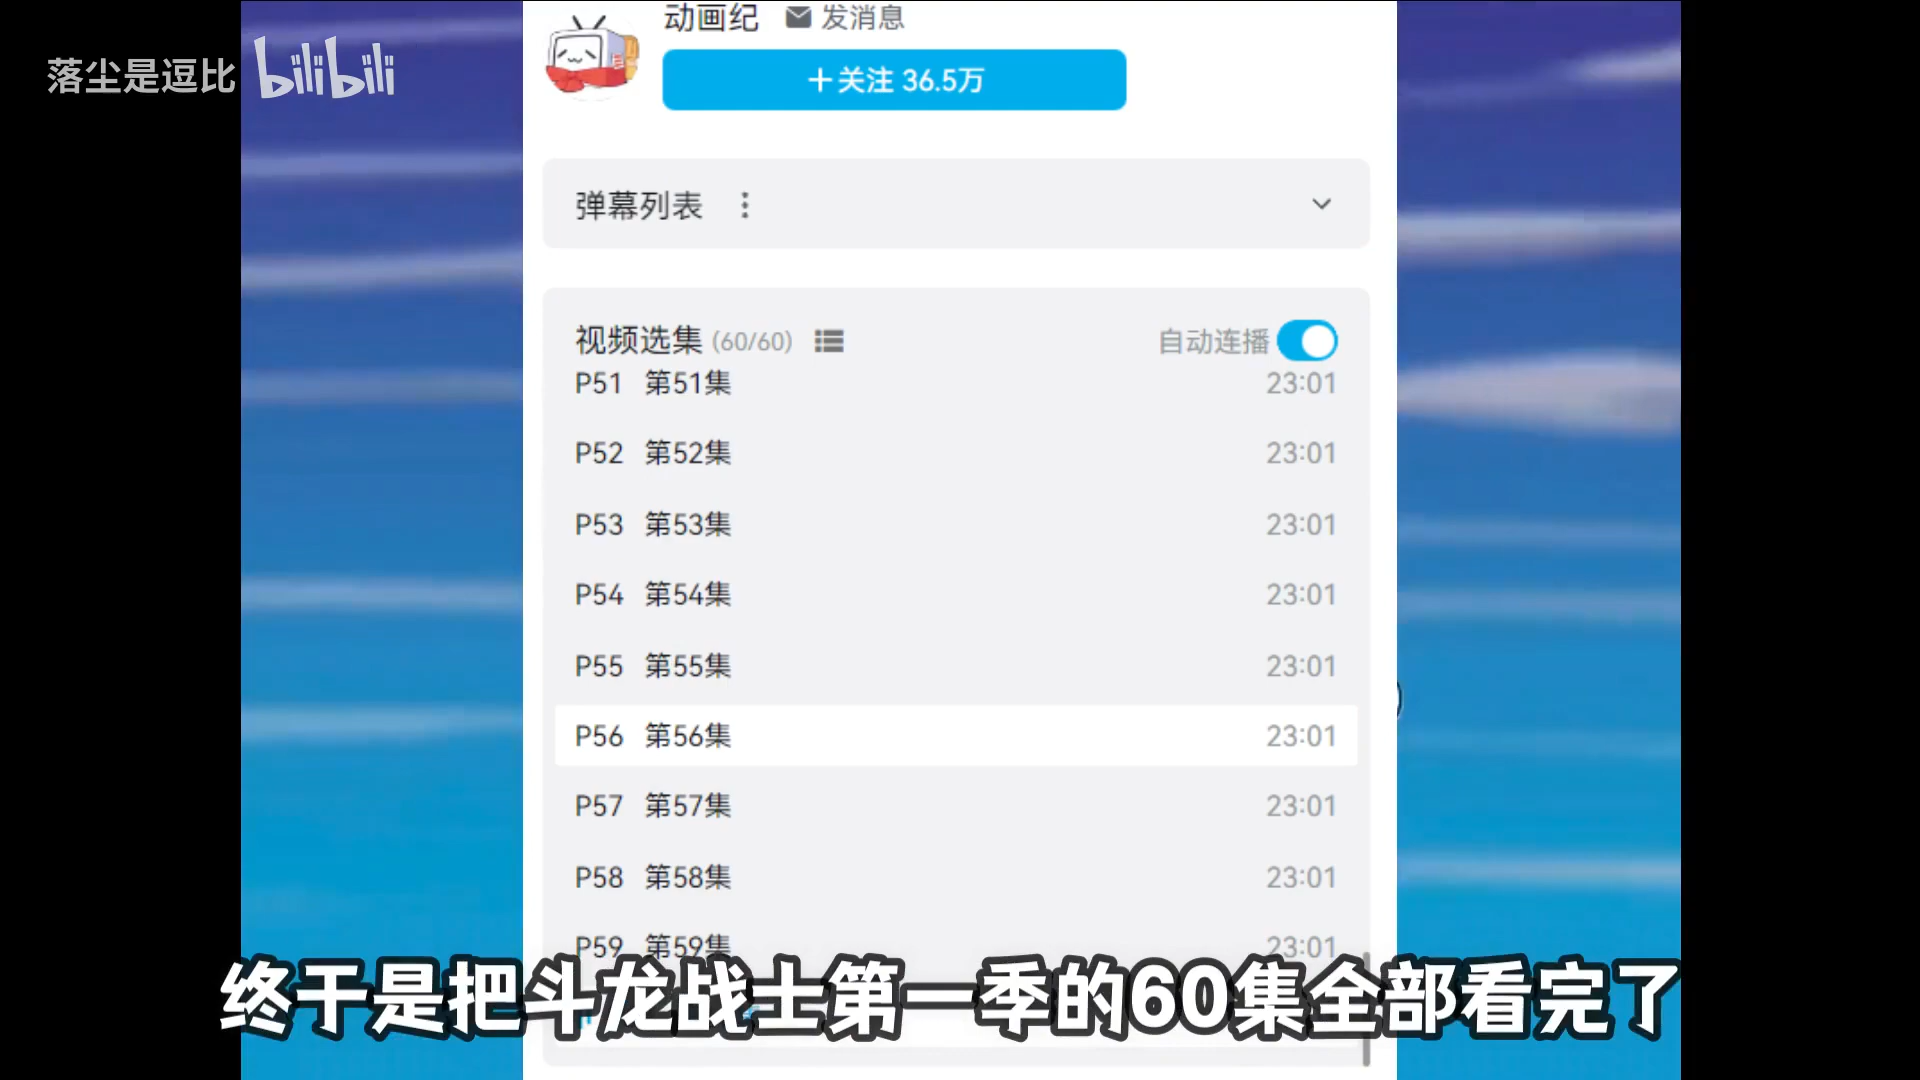 落尘是逗比 bilibili
动画纪 发消息
+关注 36.5万
弹幕列表
视频选集 (60/60) 自动连播
P51 第51集 23:01
P52 第52集 23:01
P53 第53集 23:01
P54 第54集 23:01
P55 第55集 23:01
P56 第56集 23:01
P57 第57集 23:01
P58 第58集 23:01
P59 第59集 23:01
终于是把斗龙战士第一季的60集全部看完了